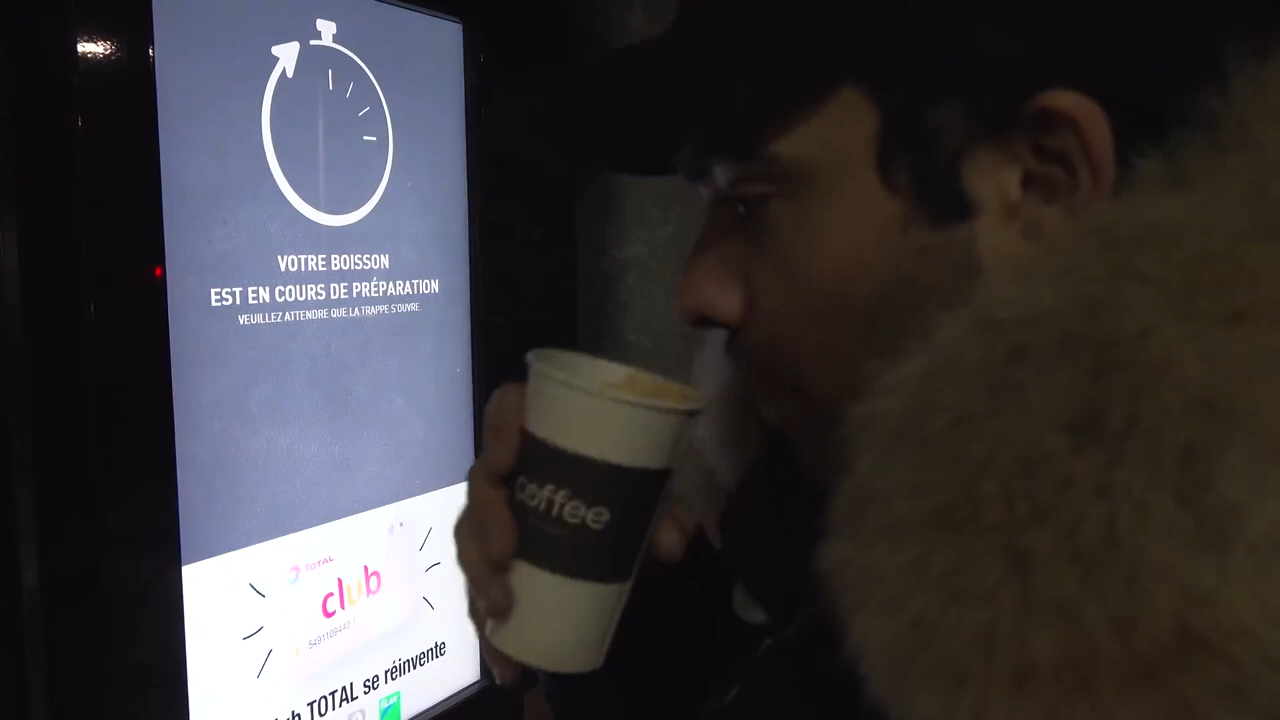 VOTRE BOISSON
EST EN COURS DE PRÉPARATION
VEUILLEZ ATTENDRE QUE LA TRAPPE S'OUVRE.
coffee
TOTAL
club
TOTAL se réinvente